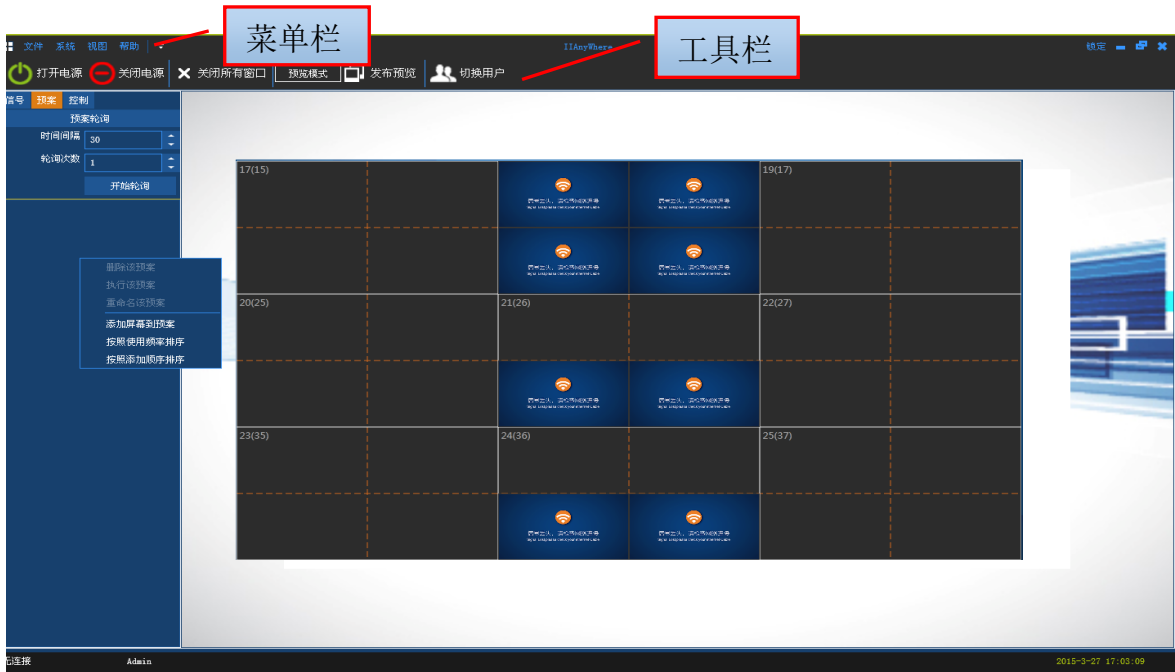 菜单栏
工具栏
文件 系统 视图 帮助
IIAnyWhere
锁定
打开电源 关闭电源 关闭所有窗口 预览模式 发布预览 切换用户
信号 预案 控制
预案轮询
时间间隔 30
轮询次数 1
开始轮询
17(15)
19(17)
删除该预案
执行该预案
重命名该预案
添加屏幕到预案
按照使用频率排序
按照添加顺序排序
20(25) 21(26) 22(27)
23(35) 24(36) 25(37)
无连接 Admin 2015-3-27 17:03:09